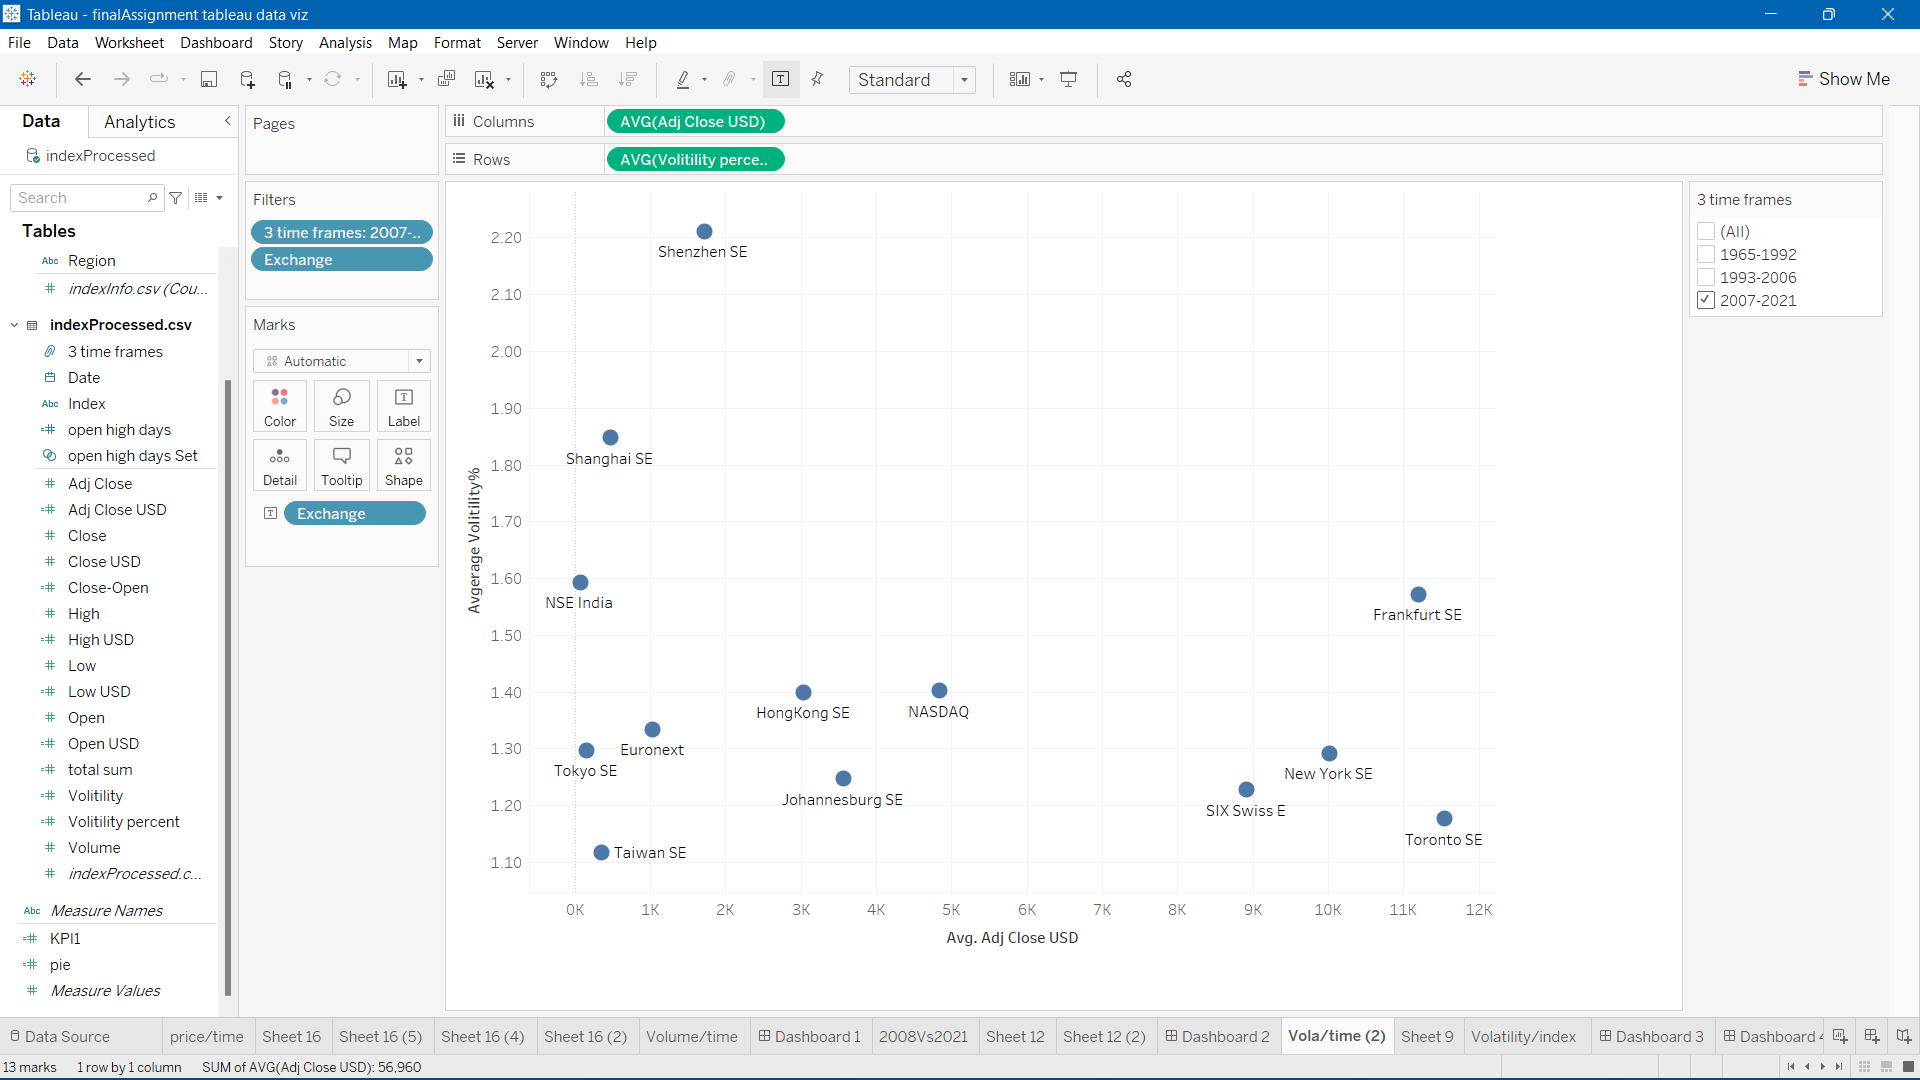 Tableau - finalAssignment tableau data viz
File Data Worksheet Dashboard Story Analysis Map Format Server Window Help
Standard
Show Me
Data Analytics
indexProcessed
Search
Tables
Abc Region
indexInfo.csv (Cou...
indexProcessed.csv
3 time frames
Date
Abc Index
open high days
open high days Set
Adj Close
Adj Close USD
Close
Close USD
Close-Open
High
High USD
Low
Low USD
Open
Open USD
total sum
Volitility
Volitility percent
Volume
indexProcessed.c...
Abc Measure Names
KPI1
pie
Measure Values
Pages
Filters
3 time frames: 2007-..
Exchange
Marks
Automatic
Color Size Label
Detail Tooltip Shape
Exchange
Columns AVG(Adj Close USD)
Rows AVG(Volitility perce..
Avgerage Volitility%
2.20
2.10
2.00
1.90
1.80
1.70
1.60
1.50
1.40
1.30
1.20
1.10
Shenzhen SE
Shanghai SE
NSE India
Frankfurt SE
HongKong SE
NASDAQ
Euronext
Tokyo SE
New York SE
Johannesburg SE
SIX Swiss E
Toronto SE
Taiwan SE
0K 1K 2K 3K 4K 5K 6K 7K 8K 9K 10K 11K 12K
Avg. Adj Close USD
3 time frames
(All)
1965-1992
1993-2006
2007-2021
Data Source price/time Sheet 16 Sheet 16 (5) Sheet 16 (4) Sheet 16 (2) Volume/time Dashboard 1 2008Vs2021 Sheet 12 Sheet 12 (2) Dashboard 2 Vola/time (2) Sheet 9 Volatility/index Dashboard 3 Dashboard
13 marks 1 row by 1 column SUM of AVG(Adj Close USD): 56,960